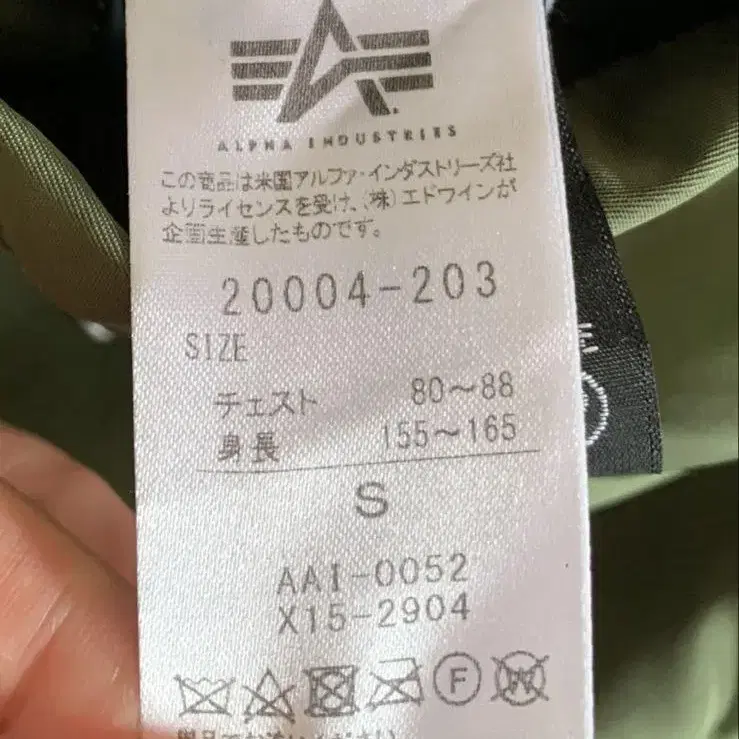 ALPHA INDUSTRIES
この商品は米国アルファ・インダストリーズ社
よりライセンスを受け、(株)エドウインが
企画生産したものです。
20004-203
SIZE
チェスト 80〜88
身長 155〜165
S
AAI-0052
X15-2904
F W